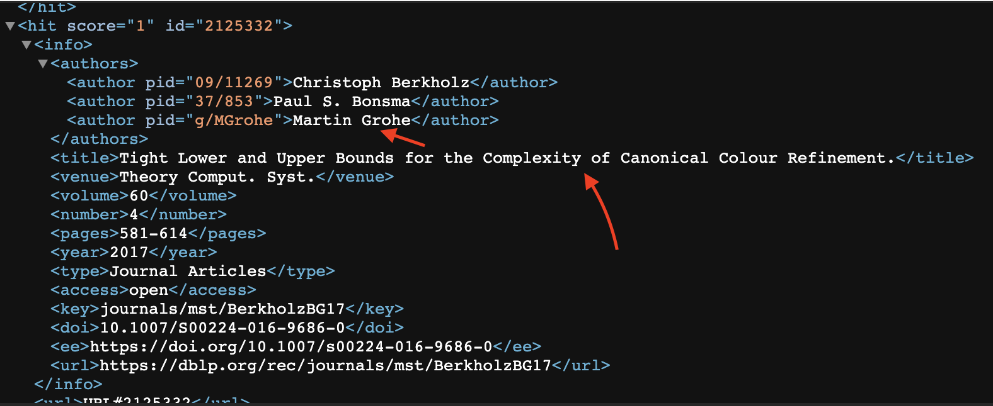 </hit>
<hit score="1" id="2125332">
<info>
<authors>
<author pid="09/11269">Christoph Berkholz</author>
<author pid="37/853">Paul S. Bonsma</author>
<author pid="g/MGrohe">Martin Grohe</author>
</authors>
<title>Tight Lower and Upper Bounds for the Complexity of Canonical Colour Refinement.</title>
<venue>Theory Comput. Syst.</venue>
<volume>60</volume>
<number>4</number>
<pages>581-614</pages>
<year>2017</year>
<type>Journal Articles</type>
<access>open</access>
<key>journals/mst/BerkholzBG17</key>
<doi>10.1007/S00224-016-9686-0</doi>
<ee>https://doi.org/10.1007/s00224-016-9686-0</ee>
<url>https://dblp.org/rec/journals/mst/BerkholzBG17</url>
</info>
<url>URL#2125332</url>